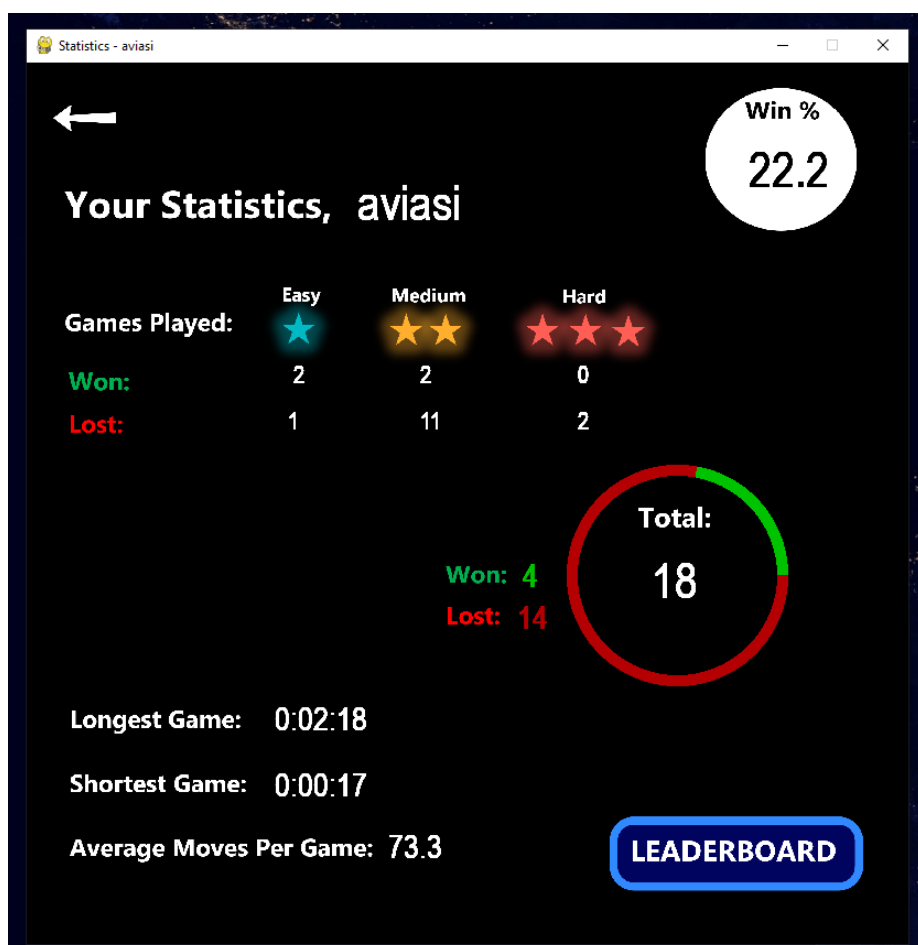 Statistics - aviasi
Win %
22.2
Your Statistics, aviasi
Easy Medium Hard
Games Played:
Won: 2 2 0
Lost: 1 11 2
Total:
18
Won: 4
Lost: 14
Longest Game: 0:02:18
Shortest Game: 0:00:17
Average Moves Per Game: 73.3
LEADERBOARD